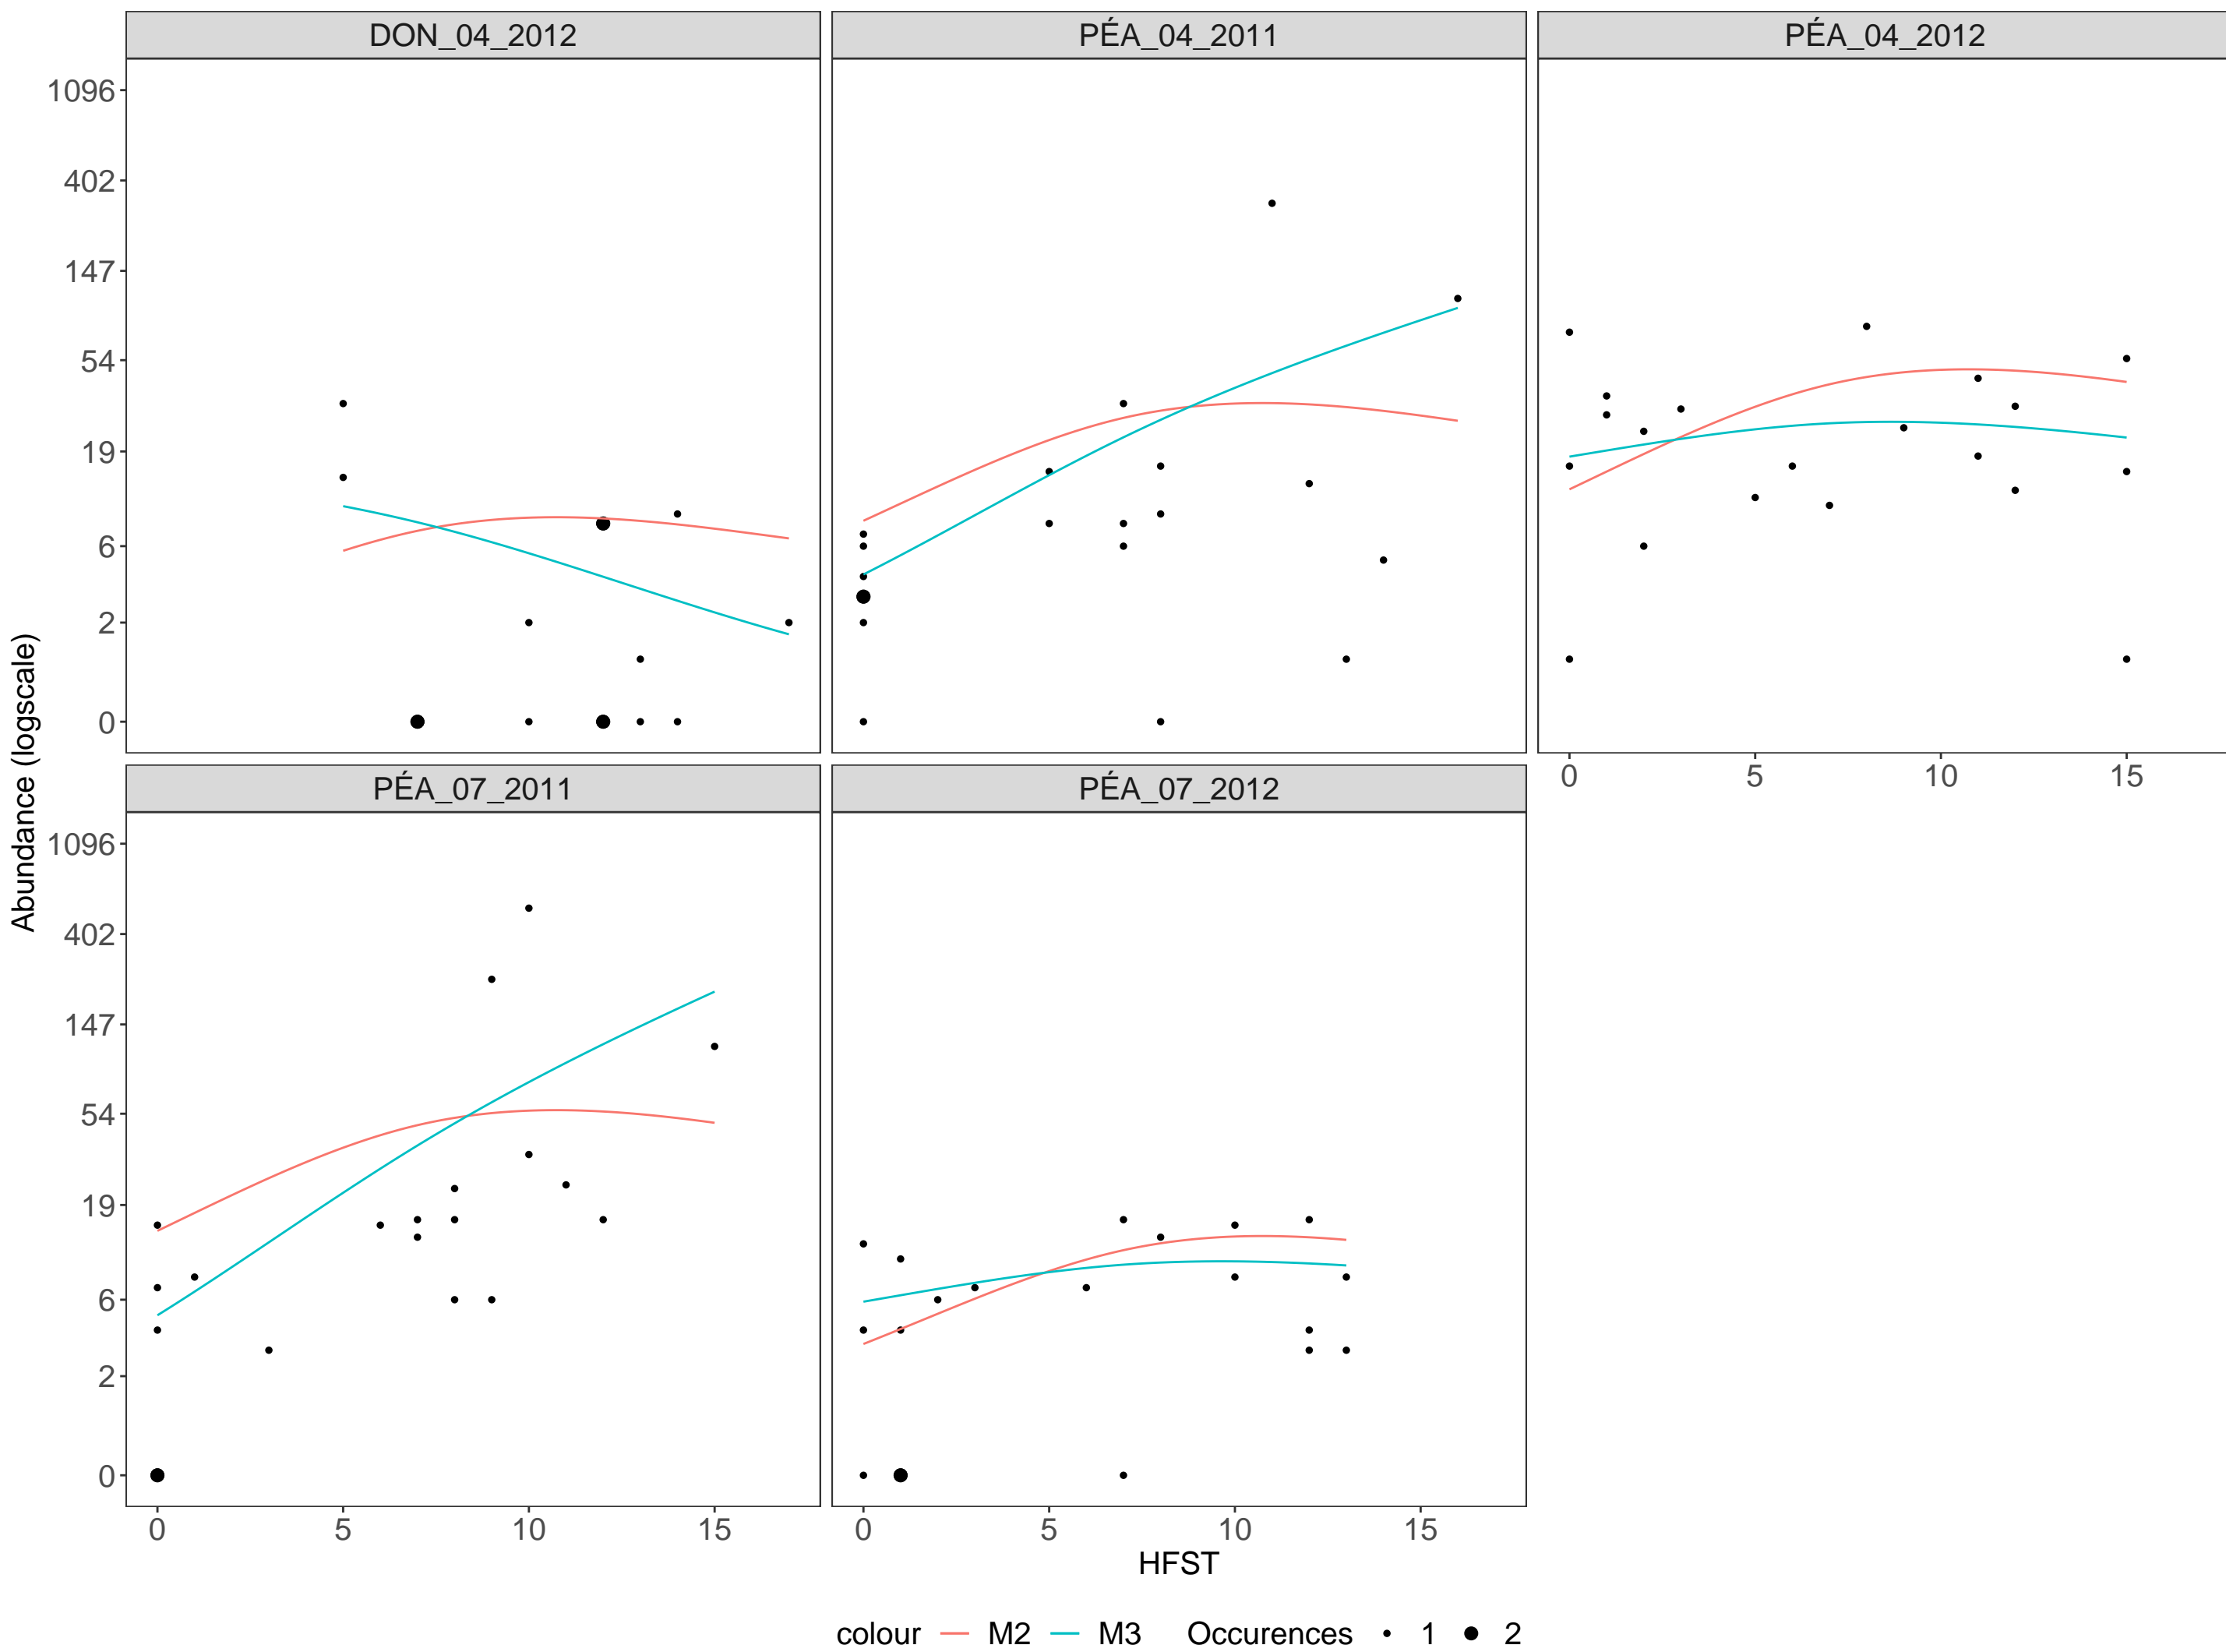 DON_04_2012 PÉA_04_2011 PÉA_04_2012
1096
402
147
54
19
6
2
0
0 5 10 15
PÉA_07_2011 PÉA_07_2012
1096
402
147
54
19
6
2
0
0 5 10 15 0 5 10 15
Abundance (logscale)
HFST
colour M2 M3 Occurences 1 2